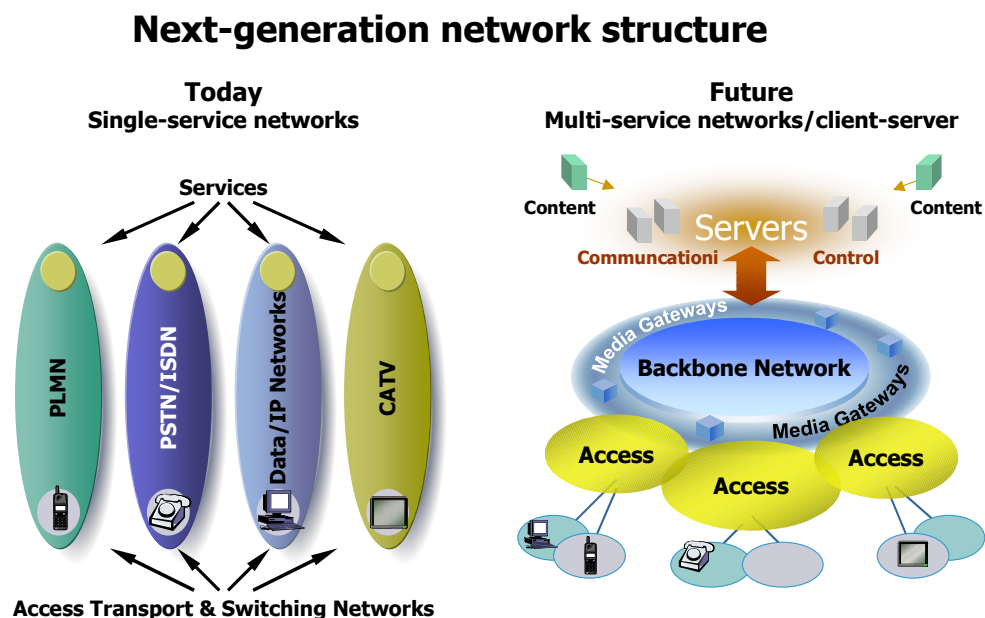 Next-generation network structure
Today
Single-service networks
Services
PLMN
PSTN/ISDN
Data/IP Networks
CATV
Access Transport & Switching Networks
Future
Multi-service networks/client-server
Content
Content
Servers
Communcationi
Control
Media Gateways
Backbone Network
Media Gateways
Access
Access
Access